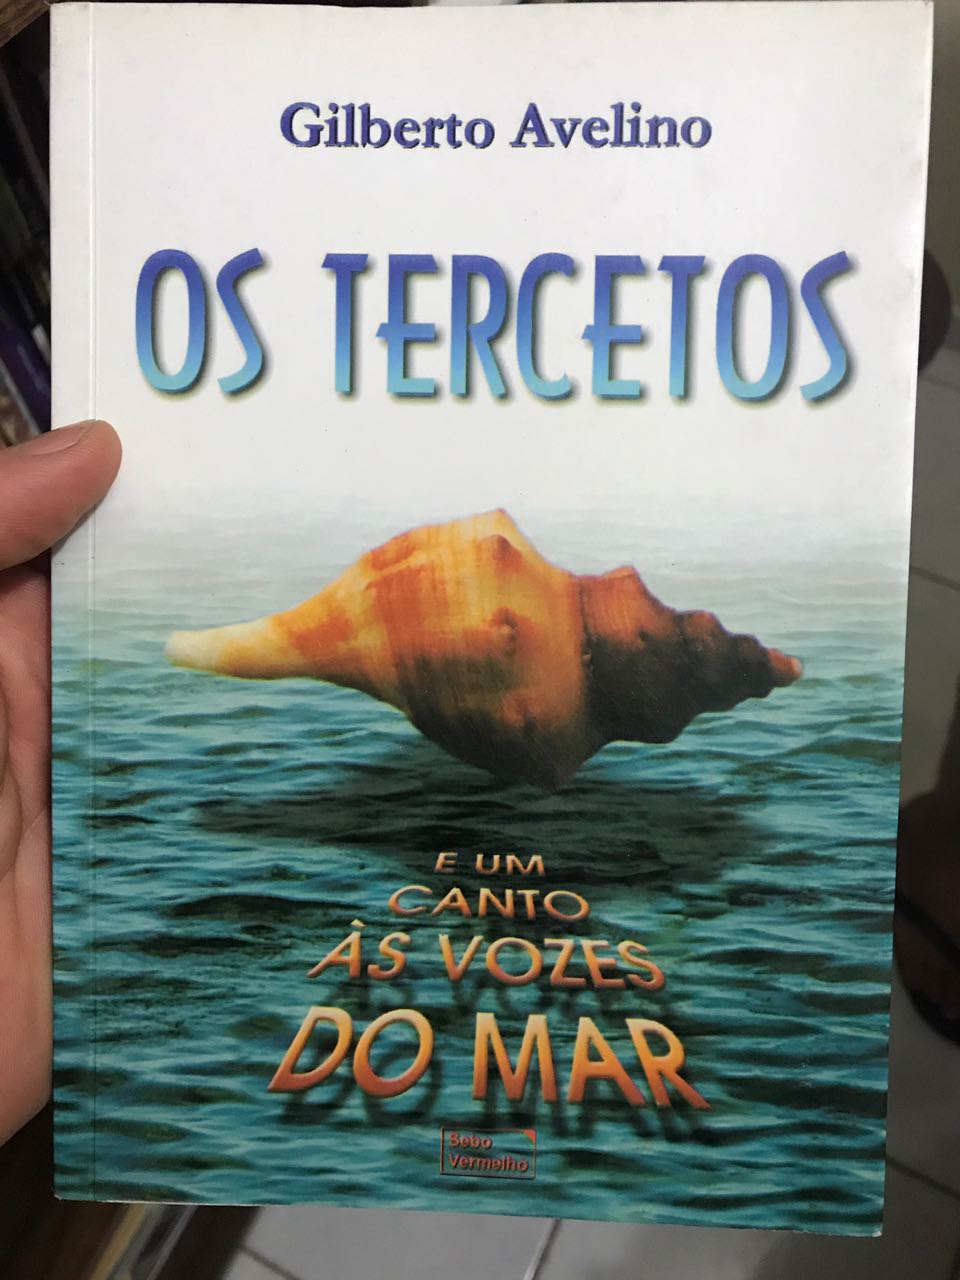 Gilberto Avelino
OS TERCETOS
E UM
CANTO
ÀS VOZES
DO MAR
Sebo
Vermelho